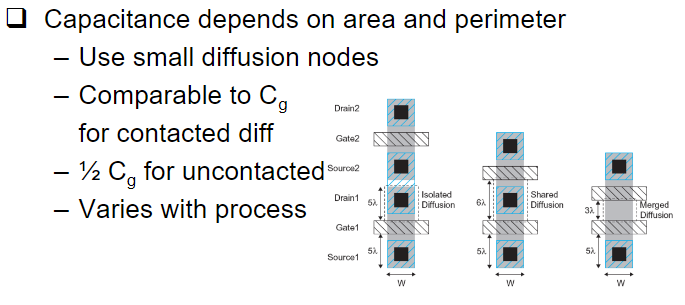 ❑ Capacitance depends on area and perimeter
– Use small diffusion nodes
– Comparable to Cg
for contacted diff
– ½ Cg for uncontacted
– Varies with process
Drain2
Gate2
Source2
Drain1
Gate1
Source1
5λ
5λ
Isolated
Diffusion
W
6λ
5λ
Shared
Diffusion
W
3λ
5λ
Merged
Diffusion
W